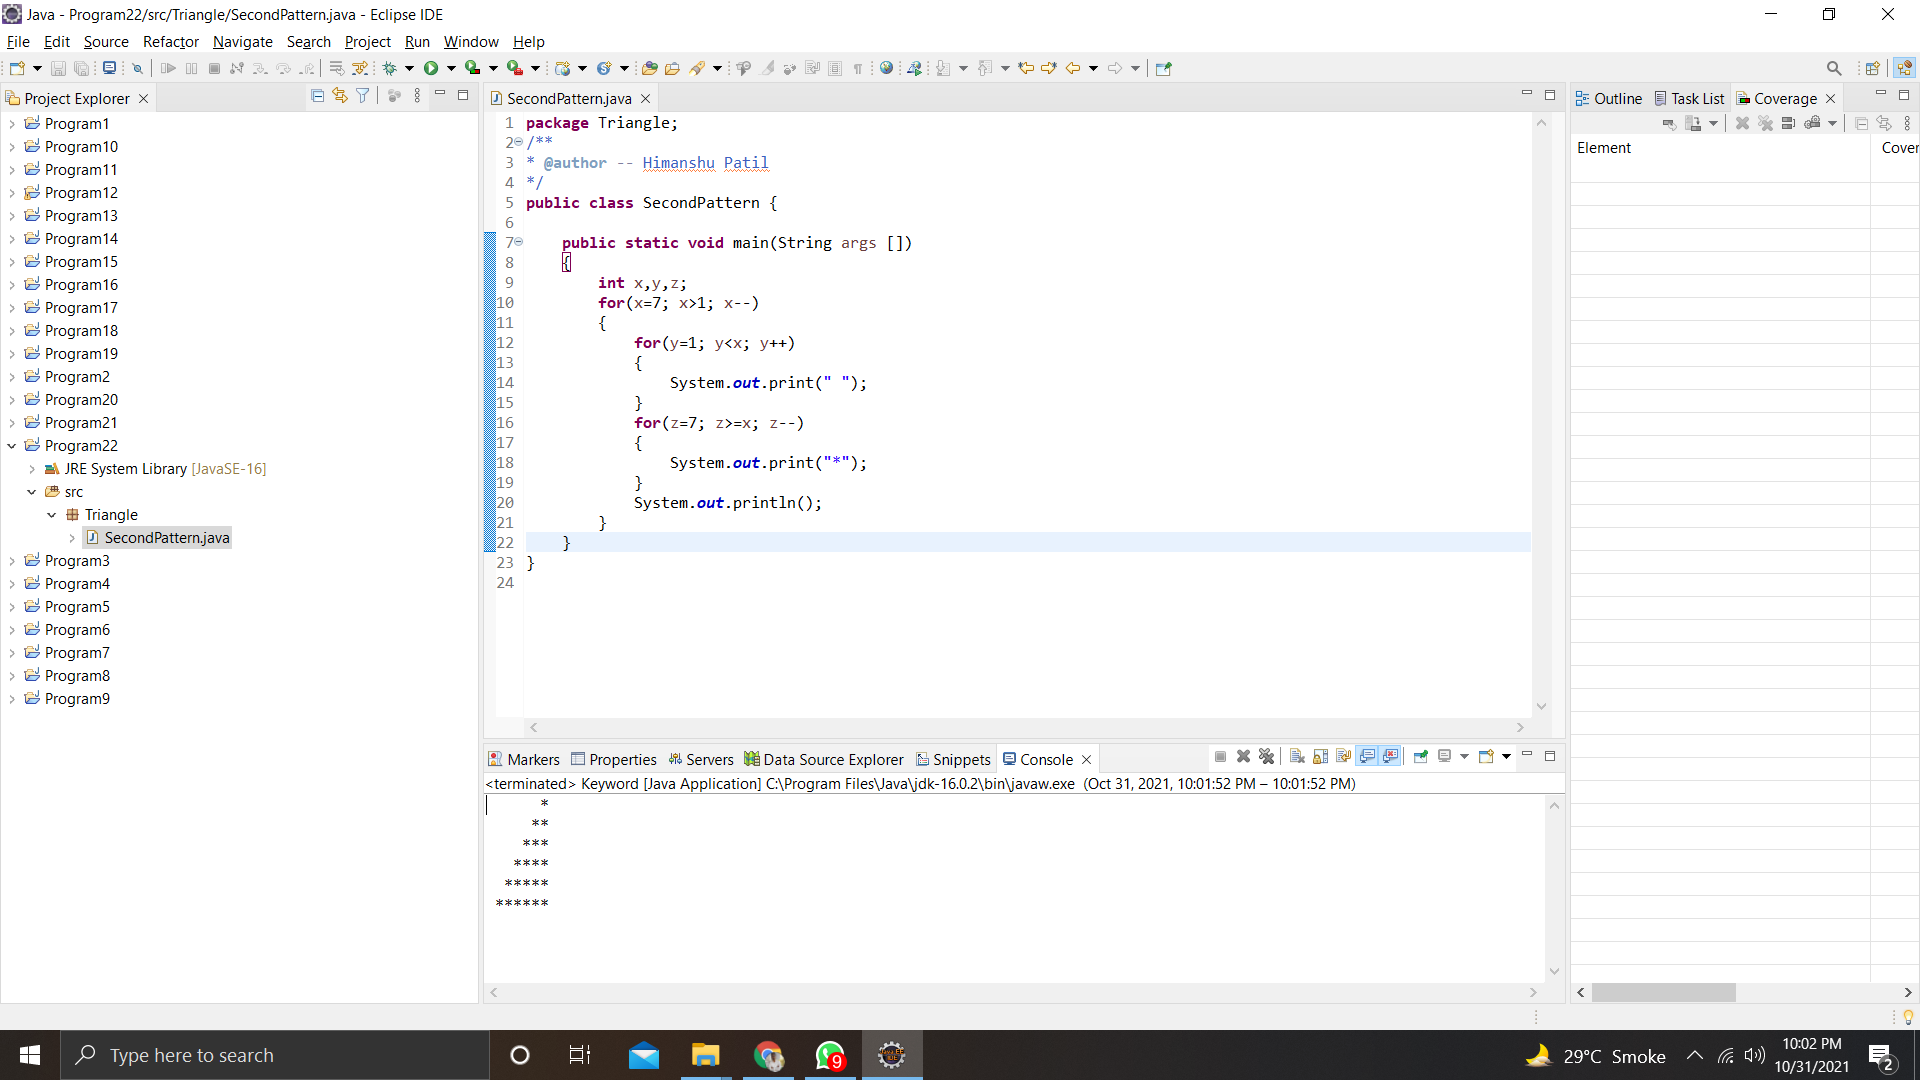 Java - Program22/src/Triangle/SecondPattern.java - Eclipse IDE
File Edit Source Refactor Navigate Search Project Run Window Help
Project Explorer
Program1
Program10
Program11
Program12
Program13
Program14
Program15
Program16
Program17
Program18
Program19
Program2
Program20
Program21
Program22
JRE System Library [JavaSE-16]
src
Triangle
SecondPattern.java
Program3
Program4
Program5
Program6
Program7
Program8
Program9
SecondPattern.java
1 package Triangle;
2 /**
3 * @author -- Himanshu Patil
4 */
5 public class SecondPattern {
6
7     public static void main(String args [])
8     {
9         int x,y,z;
10         for(x=7; x>1; x--)
11         {
12             for(y=1; y<x; y++)
13             {
14                 System.out.print(" ");
15             }
16             for(z=7; z>=x; z--)
17             {
18                 System.out.print("*");
19             }
20             System.out.println();
21         }
22     }
23 }
24
Outline Task List Coverage
Element Cover
Markers Properties Servers Data Source Explorer Snippets Console
<terminated> Keyword [Java Application] C:\Program Files\Java\jdk-16.0.2\bin\javaw.exe (Oct 31, 2021, 10:01:52 PM – 10:01:52 PM)
      *
     **
    ***
   ****
  *****
 ******
Type here to search
9
29°C Smoke
10:02 PM
10/31/2021
2